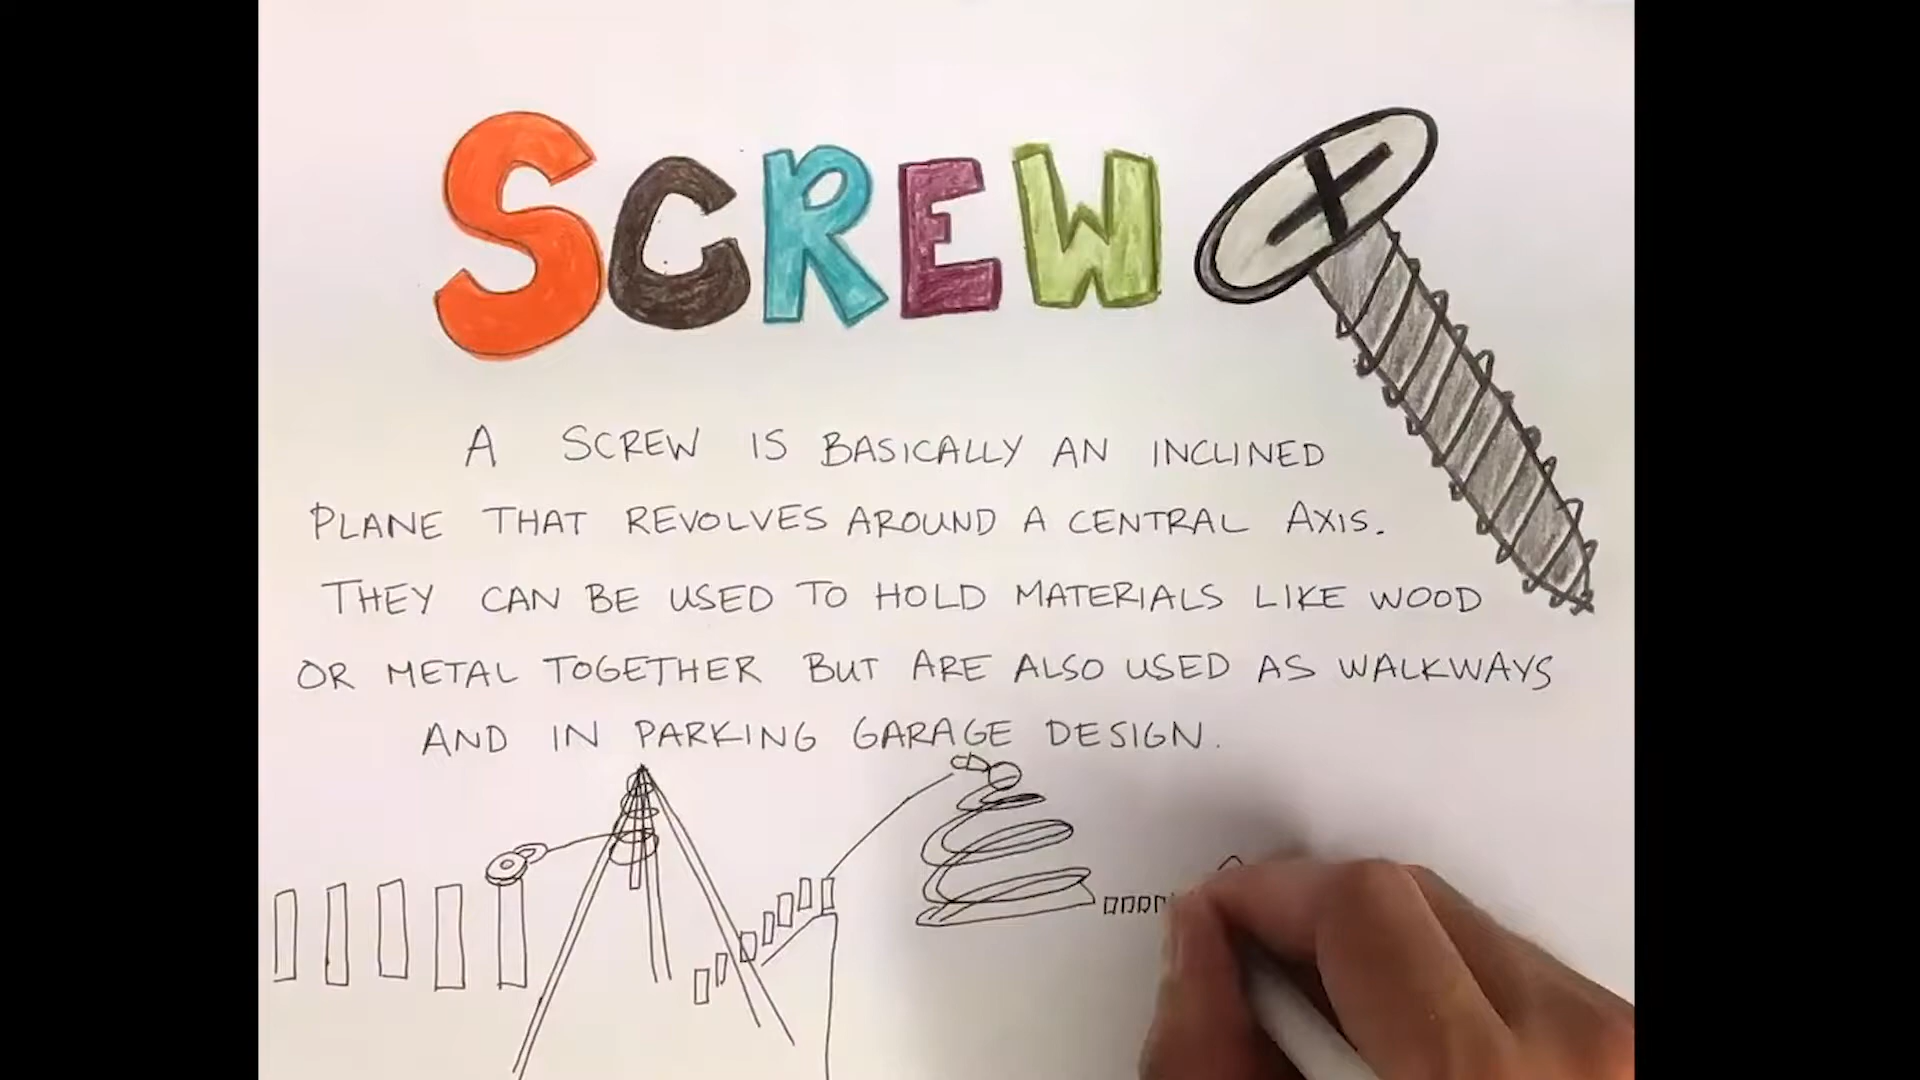 SCREW
A SCREW IS BASICALLY AN INCLINED
PLANE THAT REVOLVES AROUND A CENTRAL AXIS.
THEY CAN BE USED TO HOLD MATERIALS LIKE WOOD
OR METAL TOGETHER BUT ARE ALSO USED AS WALKWAYS
AND IN PARKING GARAGE DESIGN.